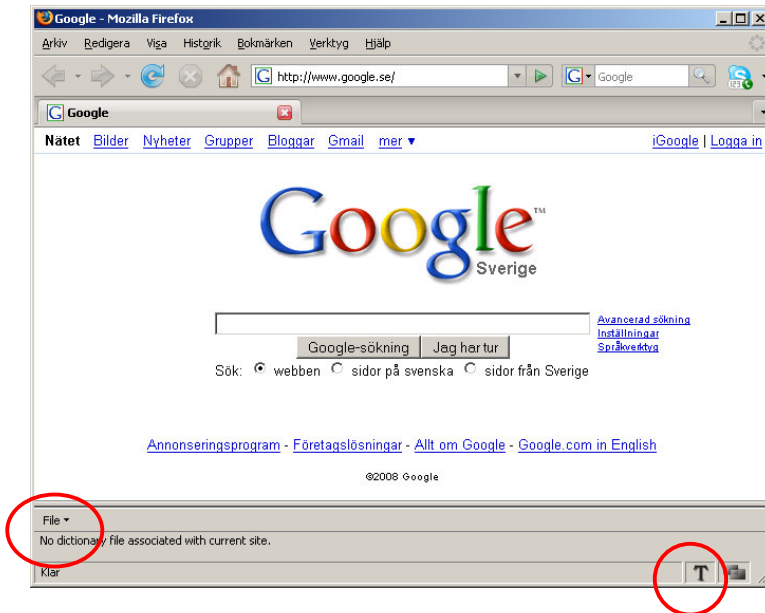 Google - Mozilla Firefox
Arkiv Redigera Visa Historik Bokmärken Verktyg Hjälp
G http://www.google.se/ G Google
G Google
Nätet Bilder Nyheter Grupper Bloggar Gmail mer ▼ iGoogle | Logga in
Google™
Sverige
Avancerad sökning
Inställningar
Google-sökning Jag har tur Språkverktyg
Sök: webben sidor på svenska sidor från Sverige
Annonseringsprogram - Företagslösningar - Allt om Google - Google.com in English
©2008 Google
File
No dictionary file associated with current site.
Klar T